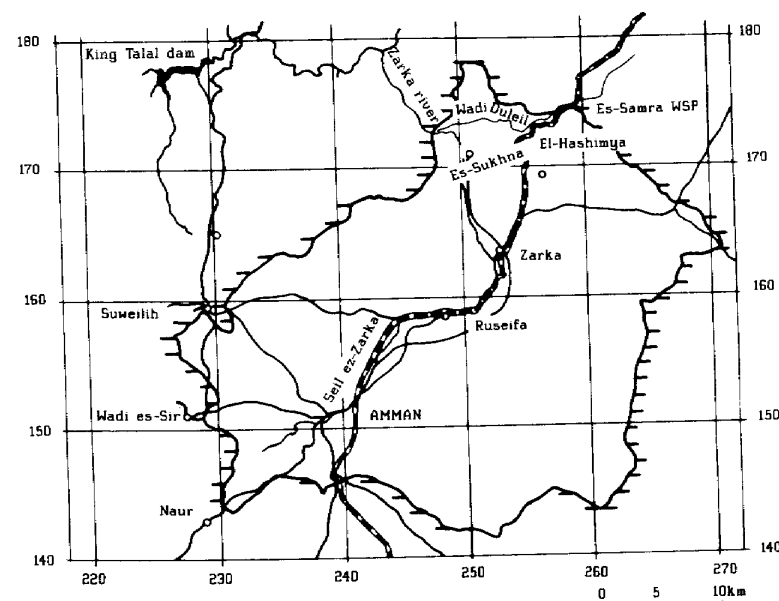 180
180
King Talal dam
Zarka river
Wadi Duleil
Es-Samra WSP
El-Hashimya
170
170
Es-Sukhna
Zarka
160
160
Suweilih
Ruseifa
Seil ez-Zarka
Wadi es-Sir
AMMAN
150
150
Naur
140
140
220
230
240
250
260
270
0 5 10km